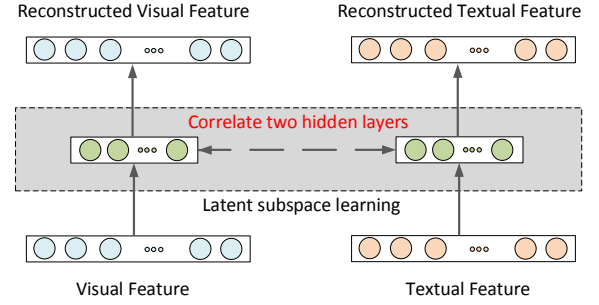 Reconstructed Visual Feature
Reconstructed Textual Feature
Correlate two hidden layers
Latent subspace learning
Visual Feature
Textual Feature